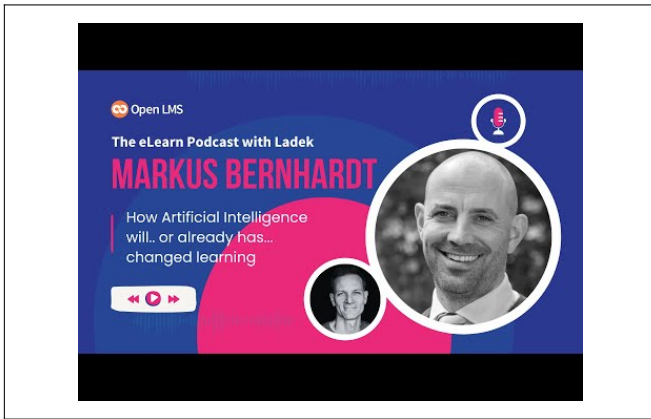 Open LMS
The eLearn Podcast with Ladek
MARKUS BERNHARDT
How Artificial Intelligence
will.. or already has...
changed learning